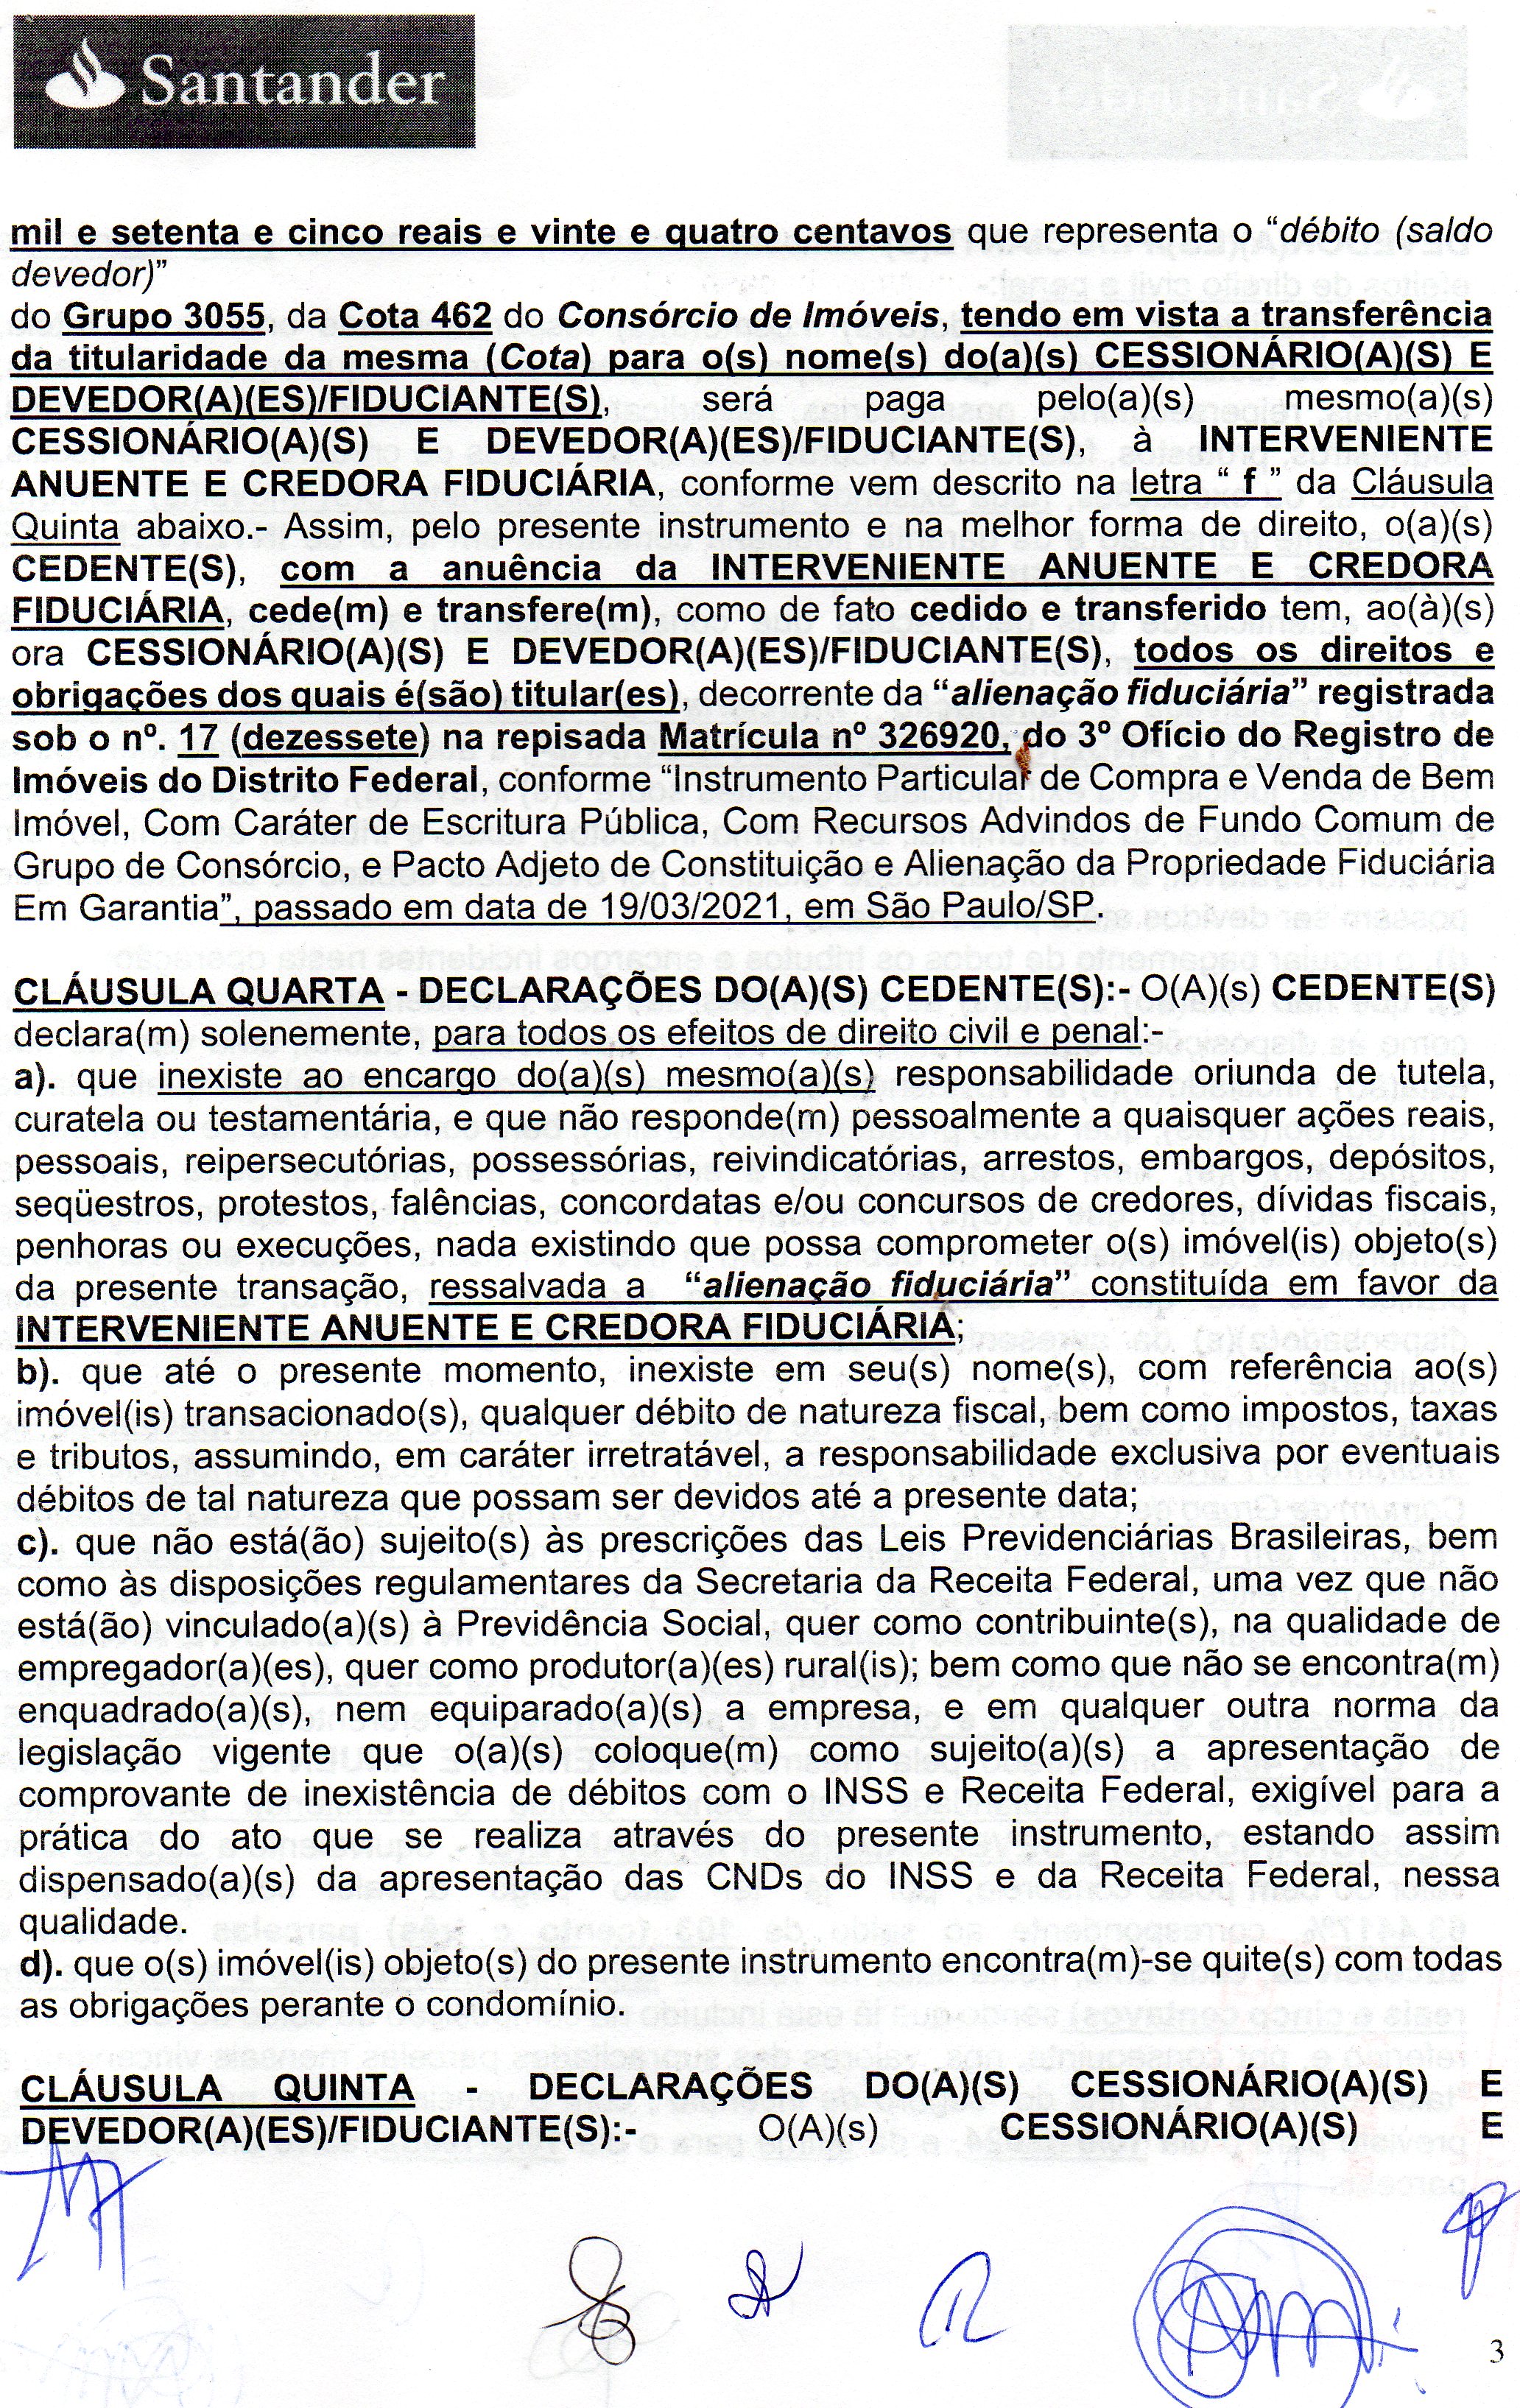 Santander
mil e setenta e cinco reais e vinte e quatro centavos que representa o “débito (saldo
devedor)”
do Grupo 3055, da Cota 462 do Consórcio de Imóveis, tendo em vista a transferência
da titularidade da mesma (Cota) para o(s) nome(s) do(a)(s) CESSIONÁRIO(A)(S) E
DEVEDOR(A)(ES)/FIDUCIANTE(S), será paga pelo(a)(s) mesmo(a)(s)
CESSIONÁRIO(A)(S) E DEVEDOR(A)(ES)/FIDUCIANTE(S), à INTERVENIENTE
ANUENTE E CREDORA FIDUCIÁRIA, conforme vem descrito na letra “ f ” da Cláusula
Quinta abaixo.- Assim, pelo presente instrumento e na melhor forma de direito, o(a)(s)
CEDENTE(S), com a anuência da INTERVENIENTE ANUENTE E CREDORA
FIDUCIÁRIA, cede(m) e transfere(m), como de fato cedido e transferido tem, ao(à)(s)
ora CESSIONÁRIO(A)(S) E DEVEDOR(A)(ES)/FIDUCIANTE(S), todos os direitos e
obrigações dos quais é(são) titular(es), decorrente da “alienação fiduciária” registrada
sob o nº. 17 (dezessete) na repisada Matrícula nº 326920, do 3º Ofício do Registro de
Imóveis do Distrito Federal, conforme “Instrumento Particular de Compra e Venda de Bem
Imóvel, Com Caráter de Escritura Pública, Com Recursos Advindos de Fundo Comum de
Grupo de Consórcio, e Pacto Adjeto de Constituição e Alienação da Propriedade Fiduciária
Em Garantia”, passado em data de 19/03/2021, em São Paulo/SP.
CLÁUSULA QUARTA - DECLARAÇÕES DO(A)(S) CEDENTE(S):- O(A)(s) CEDENTE(S)
declara(m) solenemente, para todos os efeitos de direito civil e penal:-
a). que inexiste ao encargo do(a)(s) mesmo(a)(s) responsabilidade oriunda de tutela,
curatela ou testamentária, e que não responde(m) pessoalmente a quaisquer ações reais,
pessoais, reipersecutórias, possessórias, reivindicatórias, arrestos, embargos, depósitos,
seqüestros, protestos, falências, concordatas e/ou concursos de credores, dívidas fiscais,
penhoras ou execuções, nada existindo que possa comprometer o(s) imóvel(is) objeto(s)
da presente transação, ressalvada a “alienação fiduciária” constituída em favor da
INTERVENIENTE ANUENTE E CREDORA FIDUCIÁRIA;
b). que até o presente momento, inexiste em seu(s) nome(s), com referência ao(s)
imóvel(is) transacionado(s), qualquer débito de natureza fiscal, bem como impostos, taxas
e tributos, assumindo, em caráter irretratável, a responsabilidade exclusiva por eventuais
débitos de tal natureza que possam ser devidos até a presente data;
c). que não está(ão) sujeito(s) às prescrições das Leis Previdenciárias Brasileiras, bem
como às disposições regulamentares da Secretaria da Receita Federal, uma vez que não
está(ão) vinculado(a)(s) à Previdência Social, quer como contribuinte(s), na qualidade de
empregador(a)(es), quer como produtor(a)(es) rural(is); bem como que não se encontra(m)
enquadrado(a)(s), nem equiparado(a)(s) a empresa, e em qualquer outra norma da
legislação vigente que o(a)(s) coloque(m) como sujeito(a)(s) a apresentação de
comprovante de inexistência de débitos com o INSS e Receita Federal, exigível para a
prática do ato que se realiza através do presente instrumento, estando assim
dispensado(a)(s) da apresentação das CNDs do INSS e da Receita Federal, nessa
qualidade.
d). que o(s) imóvel(is) objeto(s) do presente instrumento encontra(m)-se quite(s) com todas
as obrigações perante o condomínio.
CLÁUSULA QUINTA - DECLARAÇÕES DO(A)(S) CESSIONÁRIO(A)(S) E
DEVEDOR(A)(ES)/FIDUCIANTE(S):- O(A)(s) CESSIONÁRIO(A)(S) E
3